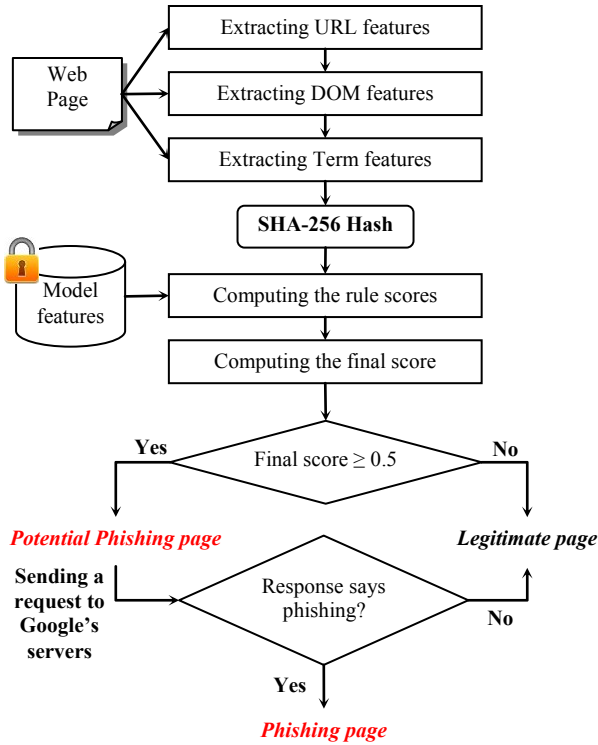 Extracting URL features
Web
Page
Extracting DOM features
Extracting Term features
SHA-256 Hash
Model
features
Computing the rule scores
Computing the final score
Yes
Final score ≥ 0.5
No
Potential Phishing page
Legitimate page
Sending a
request to
Google's
servers
Response says
phishing?
No
Yes
Phishing page